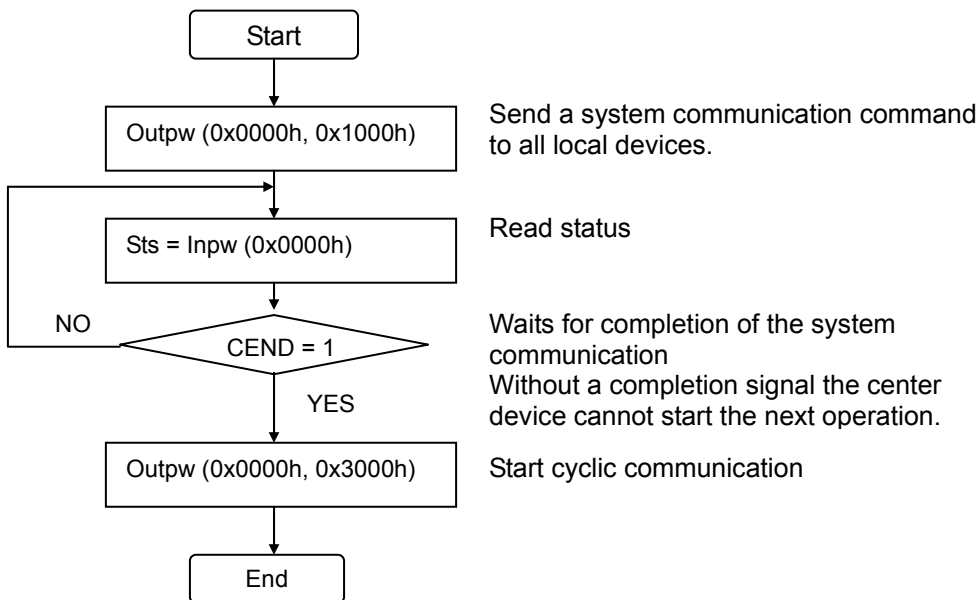 Start
Outpw (0x0000h, 0x1000h)
Send a system communication command
to all local devices.
Sts = Inpw (0x0000h)
Read status
NO
CEND = 1
Waits for completion of the system
communication
Without a completion signal the center
device cannot start the next operation.
YES
Outpw (0x0000h, 0x3000h)
Start cyclic communication
End